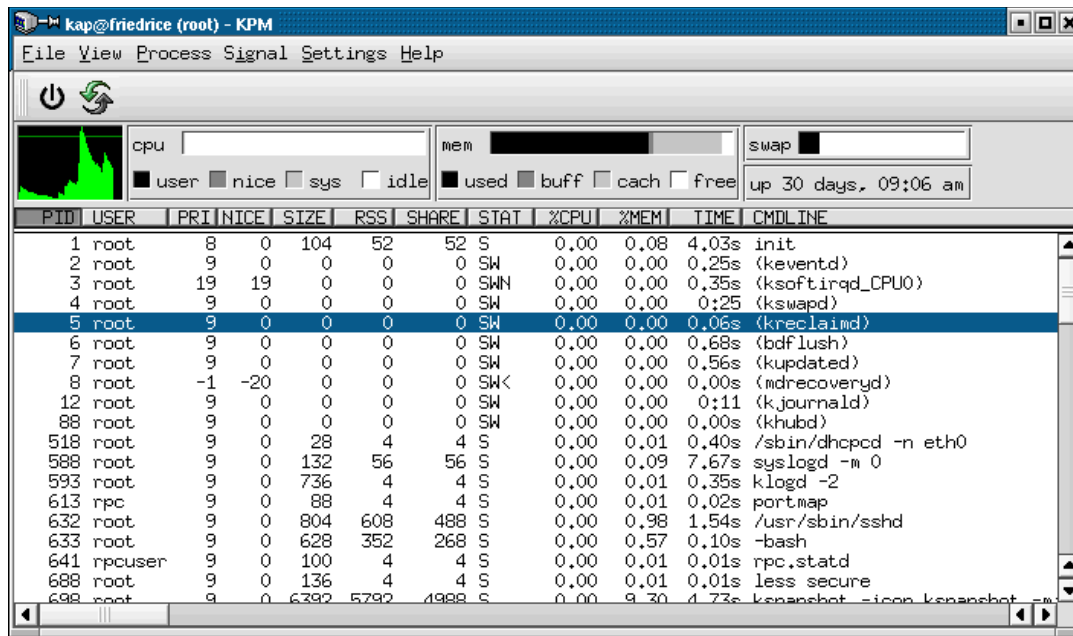 kap@friedrice (root) - KPM
File View Process Signal Settings Help
cpu mem swap
user nice sys idle used buff cach free up 30 days, 09:06 am
PID USER PRI NICE SIZE RSS SHARE STAT %CPU %MEM TIME CMDLINE
1 root 8 0 104 52 52 S 0.00 0.08 4.03s init
2 root 9 0 0 0 0 SW 0.00 0.00 0.25s (keventd)
3 root 19 19 0 0 0 SWN 0.00 0.00 0.35s (ksoftirqd_CPU0)
4 root 9 0 0 0 0 SW 0.00 0.00 0:25 (kswapd)
5 root 9 0 0 0 0 SW 0.00 0.00 0.06s (kreclaimd)
6 root 9 0 0 0 0 SW 0.00 0.00 0.68s (bdflush)
7 root 9 0 0 0 0 SW 0.00 0.00 0.56s (kupdated)
8 root -1 -20 0 0 0 SW< 0.00 0.00 0.00s (mdrecoveryd)
12 root 9 0 0 0 0 SW 0.00 0.00 0:11 (kjournald)
88 root 9 0 0 0 0 SW 0.00 0.00 0.00s (khubd)
518 root 9 0 28 4 4 S 0.00 0.01 0.40s /sbin/dhcpcd -n eth0
588 root 9 0 132 56 56 S 0.00 0.09 7.67s syslogd -m 0
593 root 9 0 736 4 4 S 0.00 0.01 0.35s klogd -2
613 rpc 9 0 88 4 4 S 0.00 0.01 0.02s portmap
632 root 9 0 804 608 488 S 0.00 0.98 1.54s /usr/sbin/sshd
633 root 9 0 628 352 268 S 0.00 0.57 0.10s -bash
641 rpcuser 9 0 100 4 4 S 0.00 0.01 0.01s rpc.statd
688 root 9 0 136 4 4 S 0.00 0.01 0.01s less secure
698 root 9 0 6392 5792 4988 S 0.00 9.30 4.73s ksnapshot -icon ksnapshot